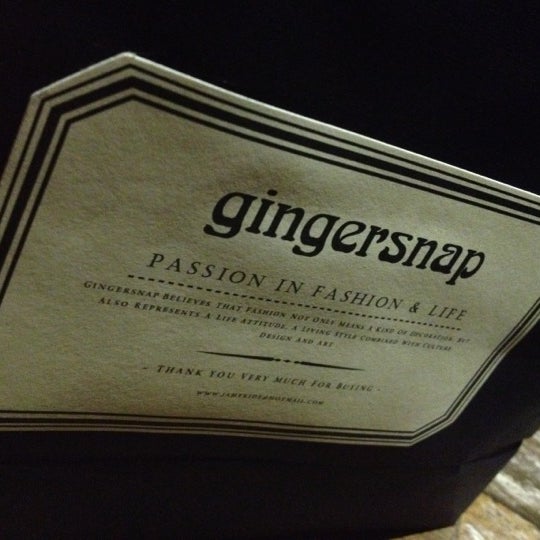 gingersnap
PASSION IN FASHION & LIFE
GINGERSNAP BELIEVES THAT FASHION NOT ONLY MEANS A KIND OF DECORATION, BUT
ALSO REPRESENTS A LIFE ATTITUDE, A LIVING STYLE COMBINED WITH CULTURE
DESIGN AND ART
- THANK YOU VERY MUCH FOR BUYING -